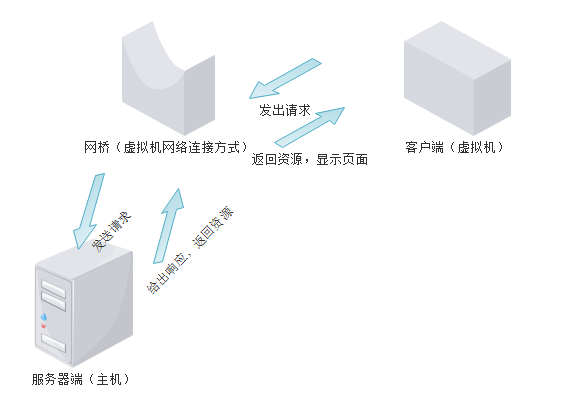 发出请求
网桥（虚拟机网络连接方式）
返回资源，显示页面
客户端（虚拟机）
发送请求
给出响应，返回资源
服务器端（主机）